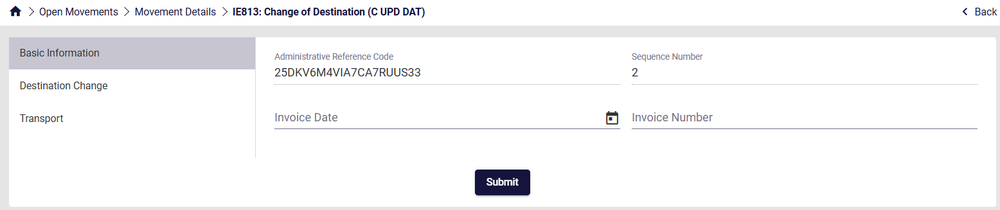 Open Movements Movement Details IE813: Change of Destination (C UPD DAT) Back
Basic Information
Destination Change
Transport
Administrative Reference Code Sequence Number
25DKV6M4VIA7CA7RUUS33 2
Invoice Date Invoice Number
Submit